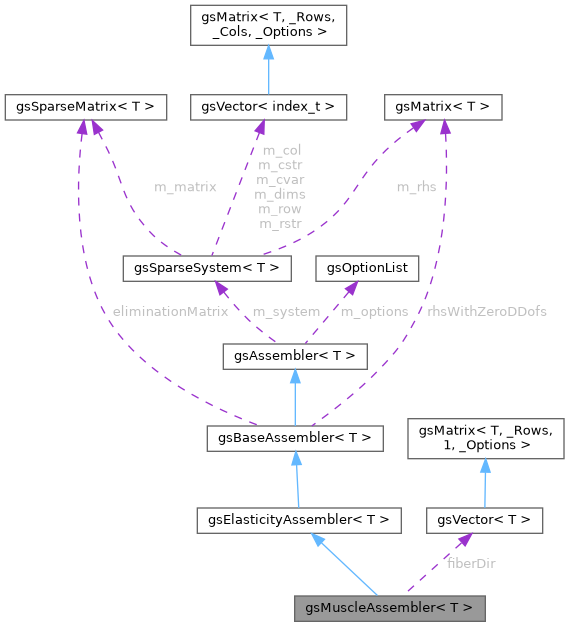 gsMatrix< T, _Rows,
_Cols, _Options >
gsSparseMatrix< T >
gsVector< index_t >
gsMatrix< T >
m_matrix
m_col
m_cstr
m_cvar
m_dims
m_row
m_rstr
m_rhs
gsSparseSystem< T >
gsOptionList
eliminationMatrix
m_system
m_options
rhsWithZeroDDofs
gsAssembler< T >
gsBaseAssembler< T >
gsMatrix< T, _Rows,
1, _Options >
gsElasticityAssembler< T >
gsVector< T >
fiberDir
gsMuscleAssembler< T >